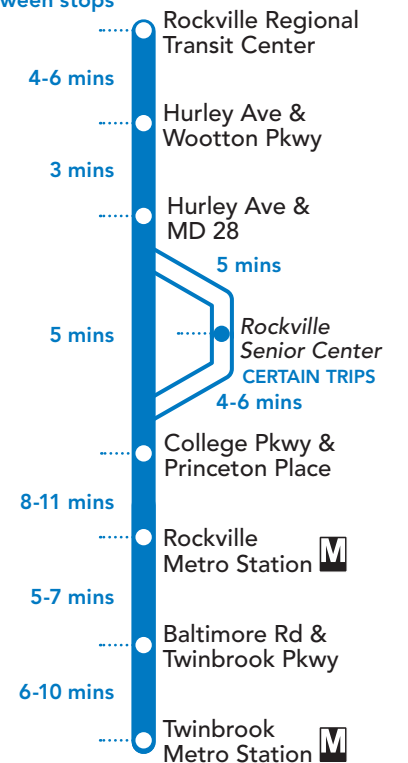 stops
Rockville Regional
Transit Center
4-6 mins
Hurley Ave &
Wootton Pkwy
3 mins
Hurley Ave &
MD 28
5 mins
5 mins
Rockville
Senior Center
CERTAIN TRIPS
4-6 mins
College Pkwy &
Princeton Place
8-11 mins
Rockville
Metro Station M
5-7 mins
Baltimore Rd &
Twinbrook Pkwy
6-10 mins
Twinbrook
Metro Station M